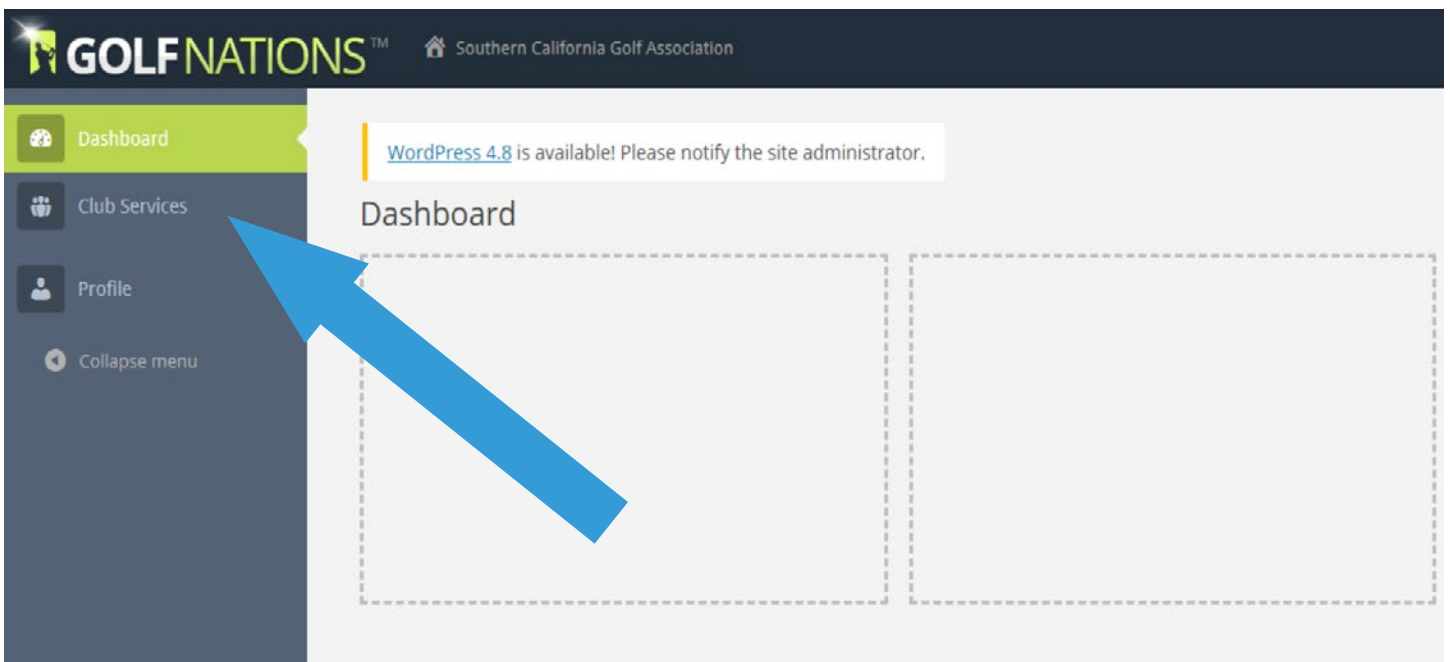 GOLFNATIONS™
Southern California Golf Association
Dashboard
Club Services
Profile
Collapse menu
WordPress 4.8 is available! Please notify the site administrator.
Dashboard